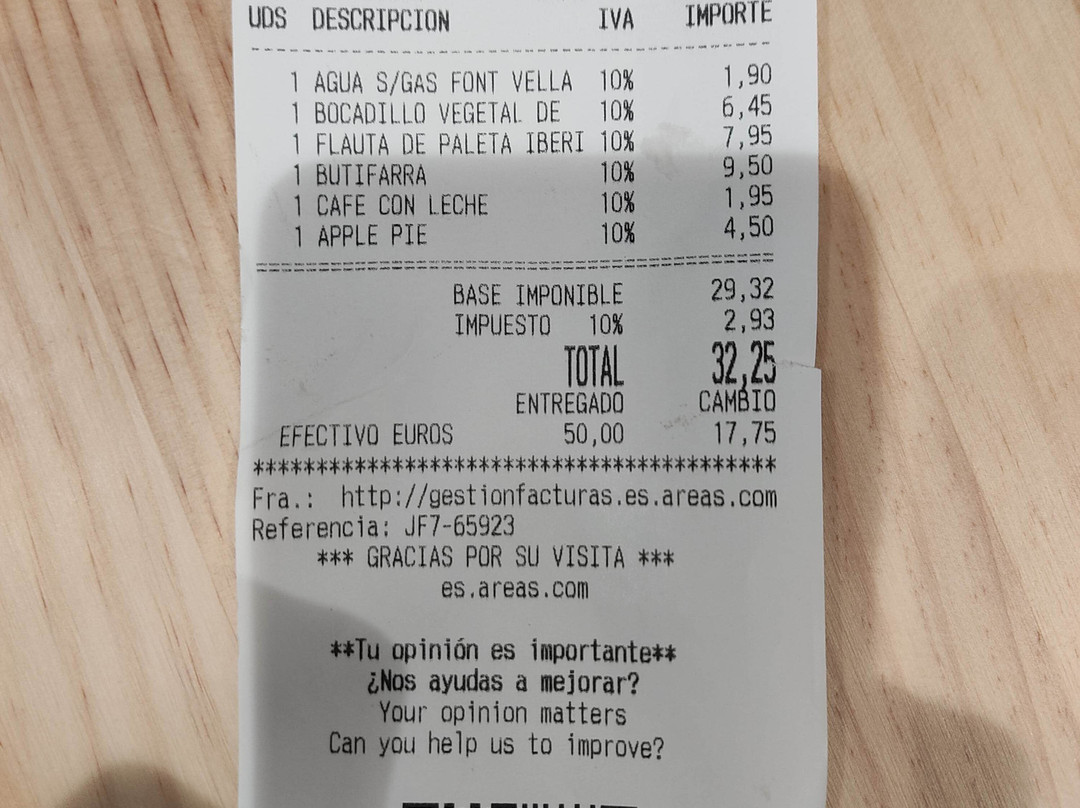 UDS DESCRIPCION IVA IMPORTE
1 AGUA S/GAS FONT VELLA 10% 1,90
1 BOCADILLO VEGETAL DE 10% 6,45
1 FLAUTA DE PALETA IBERI 10% 7,95
1 BUTIFARRA 10% 9,50
1 CAFE CON LECHE 10% 1,95
1 APPLE PIE 10% 4,50
BASE IMPONIBLE 29,32
IMPUESTO 10% 2,93
TOTAL 32,25
ENTREGADO CAMBIO
EFECTIVO EUROS 50,00 17,75
******************************************
Fra.: http://gestionfacturas.es.areas.com
Referencia: JF7-65923
*** GRACIAS POR SU VISITA ***
es.areas.com
**Tu opinión es importante**
¿Nos ayudas a mejorar?
Your opinion matters
Can you help us to improve?